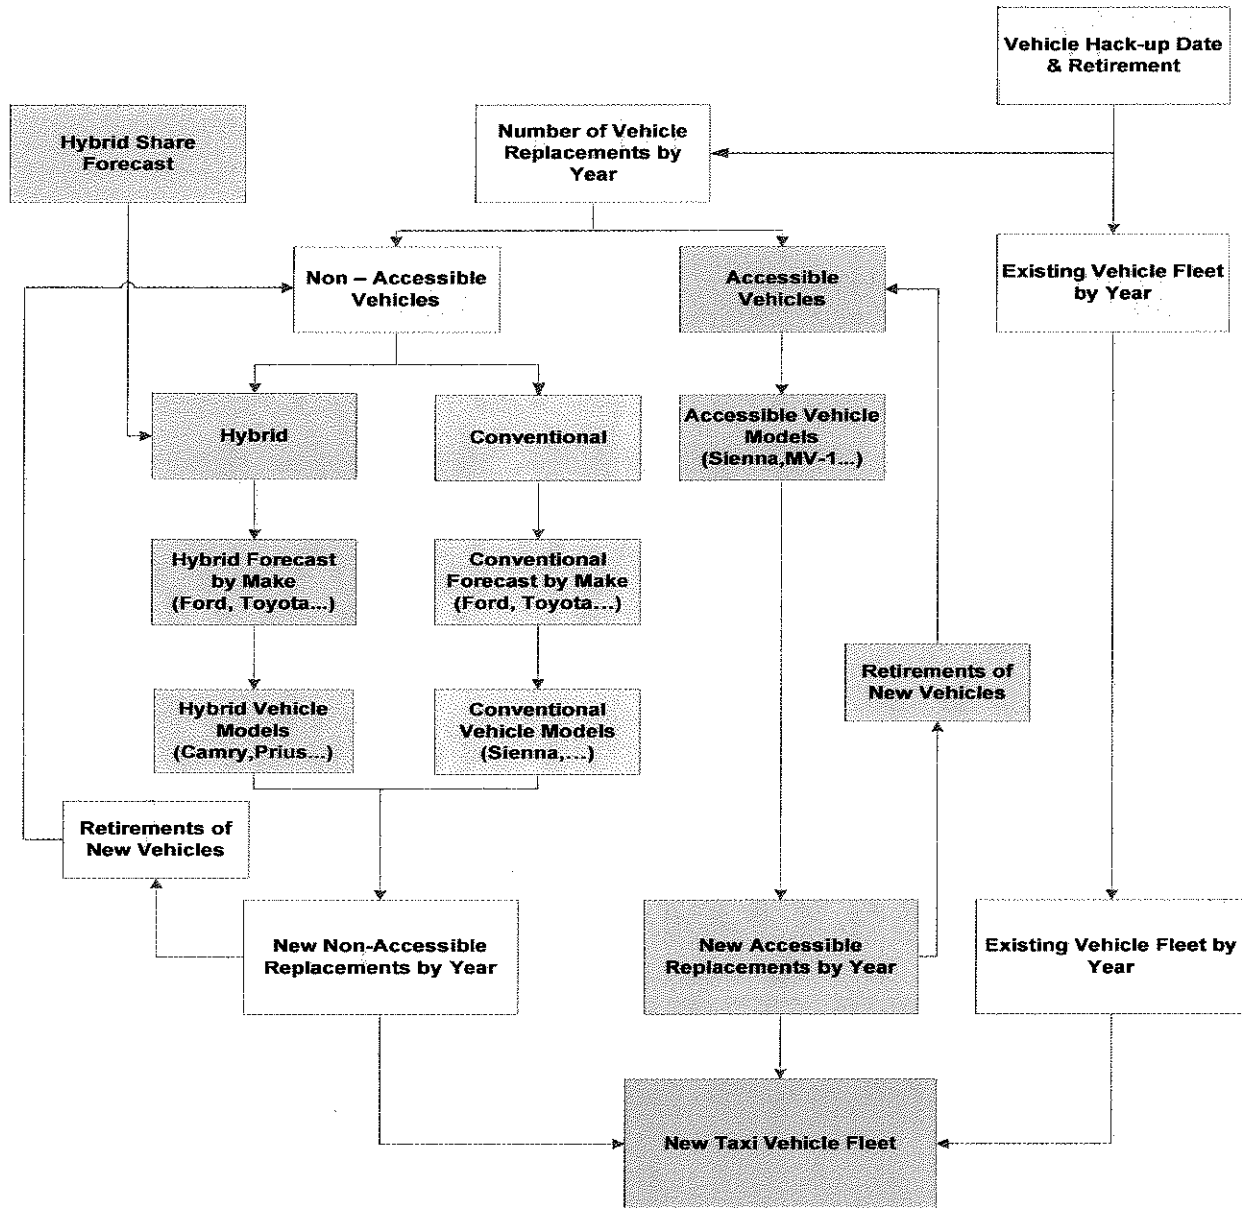 Vehicle Hack-up Date
& Retirement
Hybrid Share
Forecast
Number of Vehicle
Replacements by
Year
Non – Accessible
Vehicles
Accessible
Vehicles
Existing Vehicle Fleet
by Year
Hybrid
Conventional
Accessible Vehicle
Models
(Sienna,MV-1...)
Hybrid Forecast
by Make
(Ford, Toyota...)
Conventional
Forecast by Make
(Ford, Toyota...)
Retirements of
New Vehicles
Hybrid Vehicle
Models
(Camry,Prius...)
Conventional
Vehicle Models
(Sienna,...)
Retirements of
New Vehicles
New Non-Accessible
Replacements by Year
New Accessible
Replacements by Year
Existing Vehicle Fleet by
Year
New Taxi Vehicle Fleet